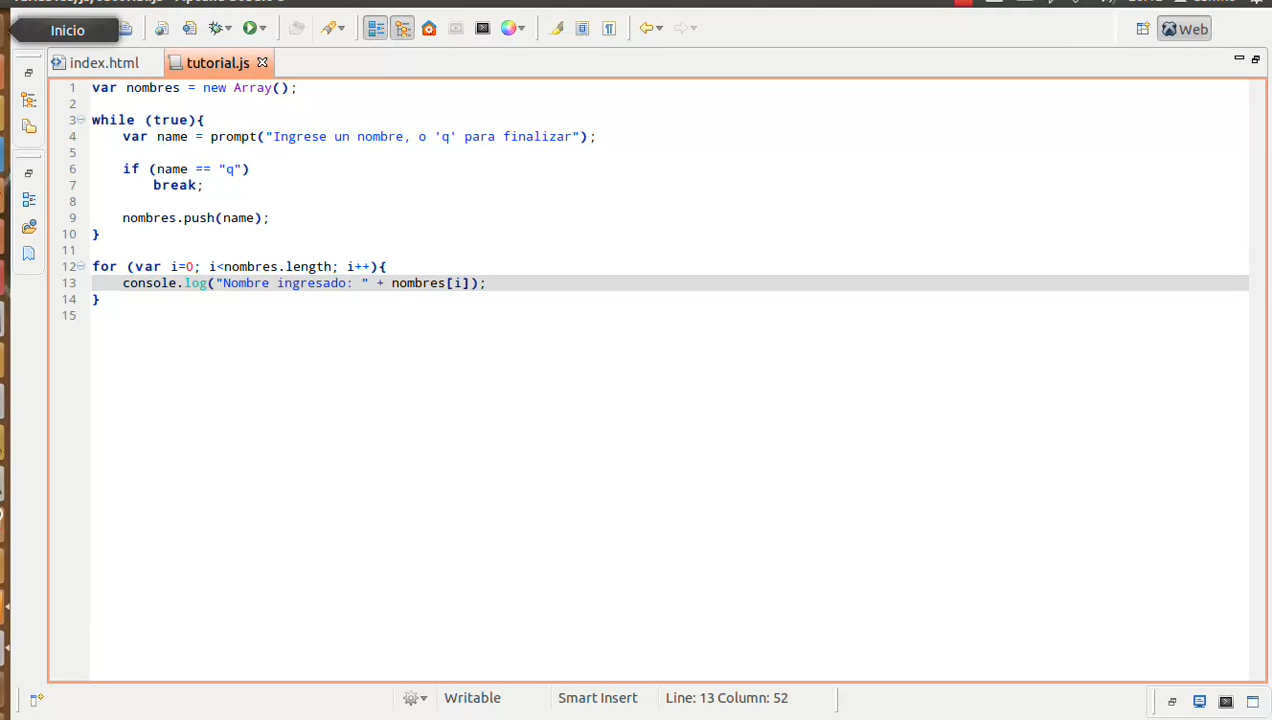 Inicio
Web
index.html
tutorial.js
1 var nombres = new Array();
2
3 while (true){
4 var name = prompt("Ingrese un nombre, o 'q' para finalizar");
5
6 if (name == "q")
7 break;
8
9 nombres.push(name);
10 }
11
12 for (var i=0; i<nombres.length; i++){
13 console.log("Nombre ingresado: " + nombres[i]);
14 }
15
Writable Smart Insert Line: 13 Column: 52